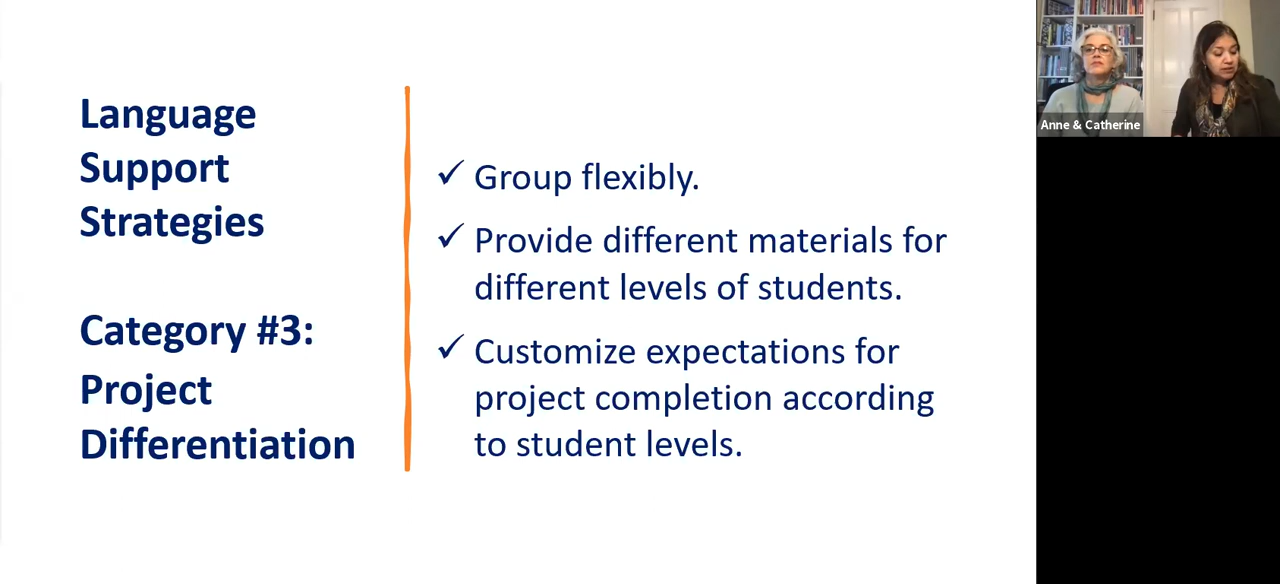 Language
Support
Strategies
Category #3:
Project
Differentiation
✓ Group flexibly.
✓ Provide different materials for
different levels of students.
✓ Customize expectations for
project completion according
to student levels.
Anne & Catherine